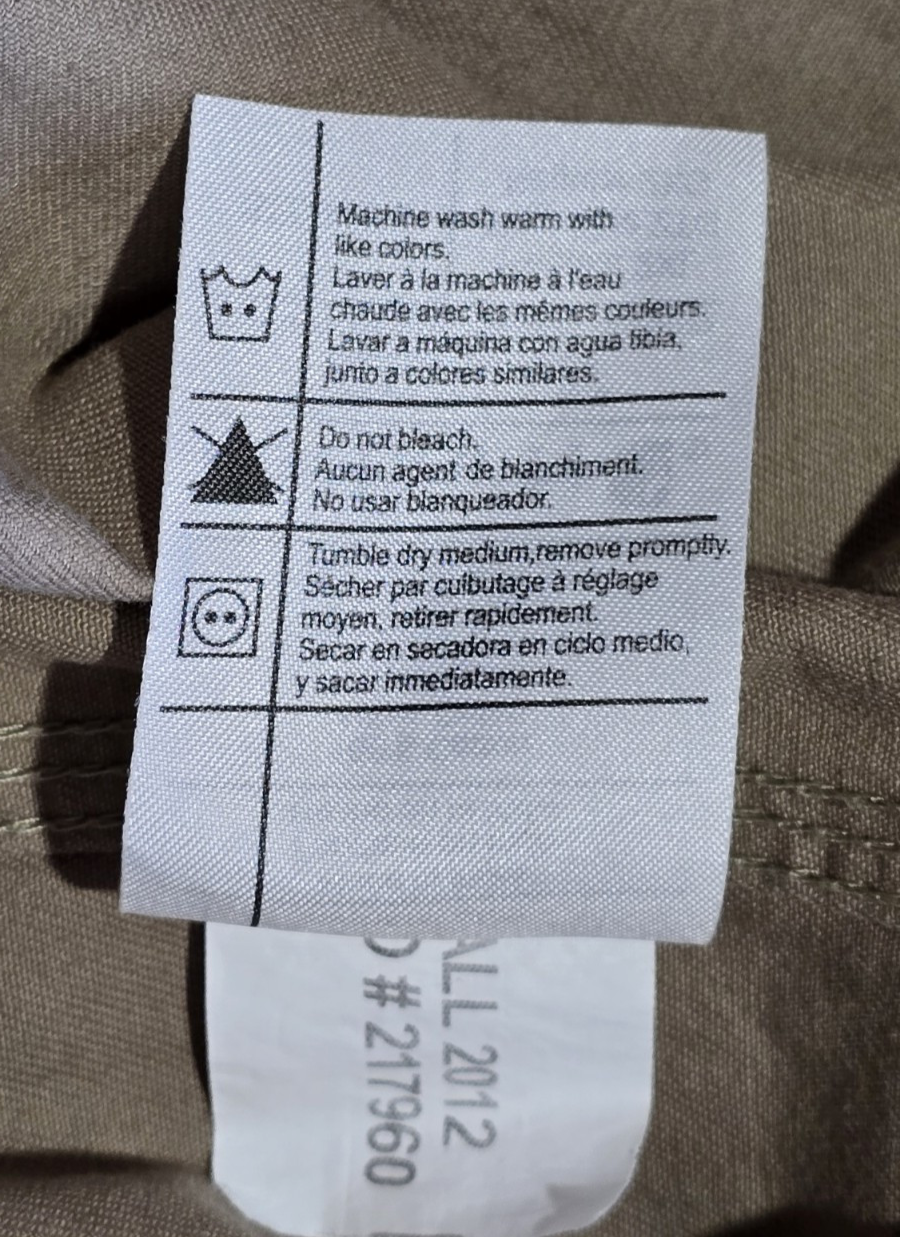 Machine wash warm with
like colors.
Laver à la machine à l'eau
chaude avec les mêmes couleurs.
Lavar a máquina con agua tibia,
junto a colores similares.
Do not bleach.
Aucun agent de blanchiment.
No usar blanqueador.
Tumble dry medium,remove promptly.
Sécher par culbutage à réglage
moyen, retirer rapidement.
Secar en secadora en ciclo medio,
y sacar inmediatamente.
ALL 2012
# 217960